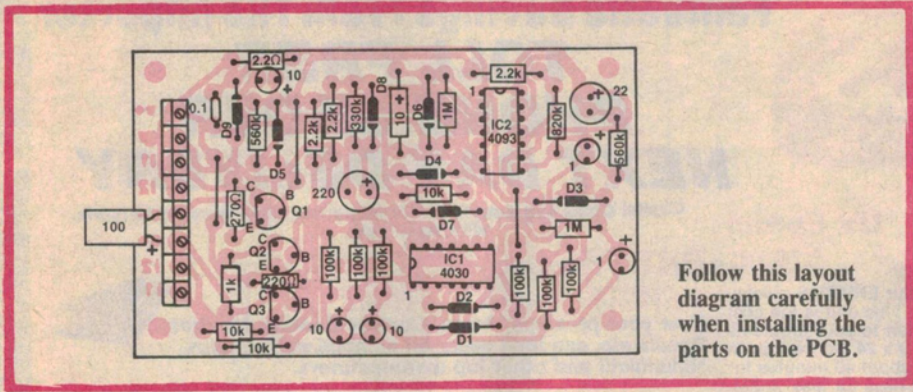 2.2Ω
10
+
0.1
D9
560k
D5
2.2k
2.2k
330k
D8
10 +
D6
1M
2.2k
1
IC2
4093
820k
22
+
560k
+
1
100
+
270Ω
C
B
E
Q1
220
+
D4
10k
D7
D3
1M
C
Q2
B
E
220Ω
C
Q3
B
E
1k
10k
10k
100k
100k
100k
+
10
+
10
IC1
4030
1
D2
D1
100k
100k
100k
+
1
Follow this layout
diagram carefully
when installing the
parts on the PCB.